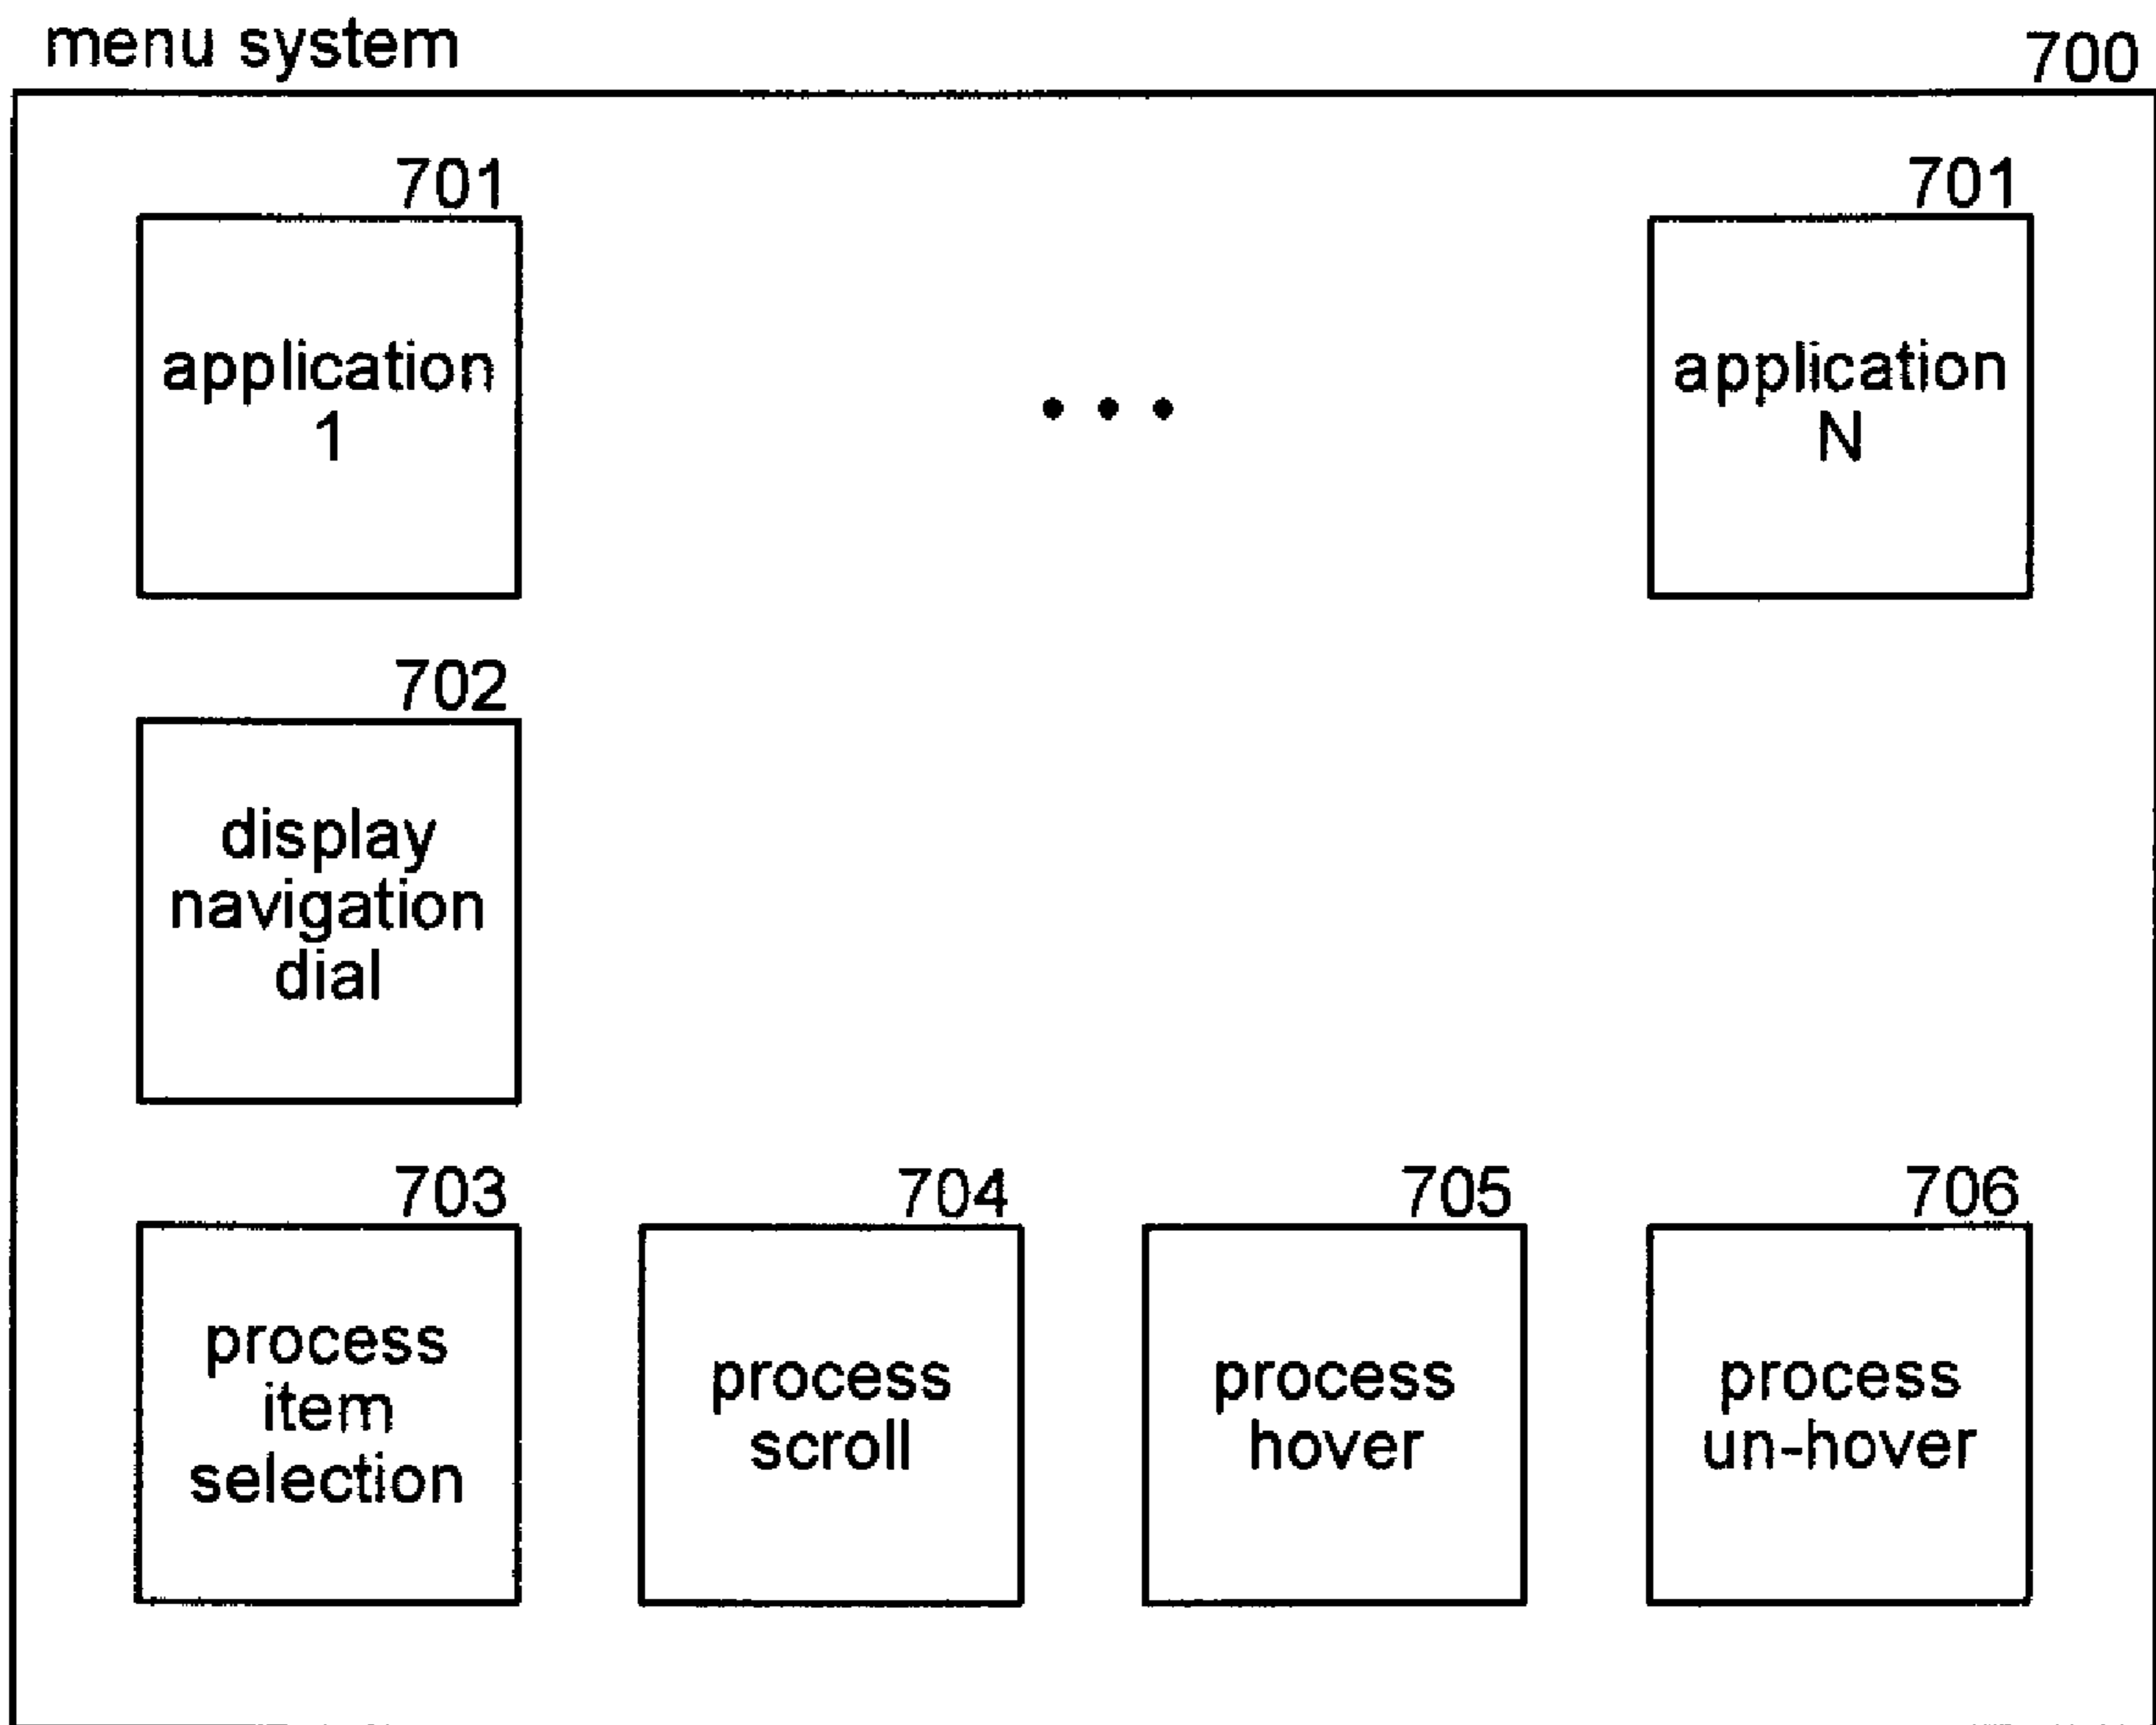 menu system
700
701
701
application
1
• • •
application
N
702
display
navigation
dial
703
704
705
706
process
item
selection
process
scroll
process
hover
process
un-hover